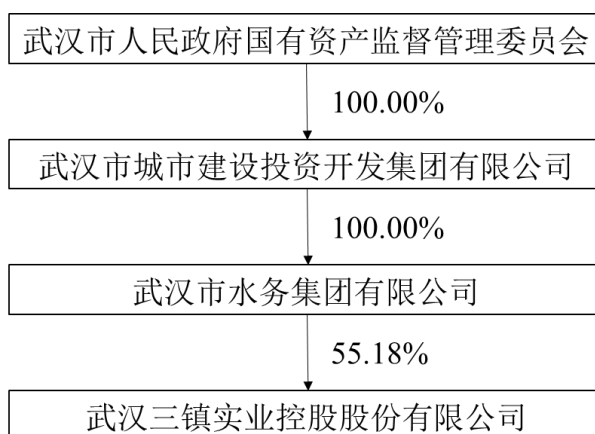 武汉市人民政府国有资产监督管理委员会
100.00%
武汉市城市建设投资开发集团有限公司
100.00%
武汉市水务集团有限公司
55.18%
武汉三镇实业控股股份有限公司